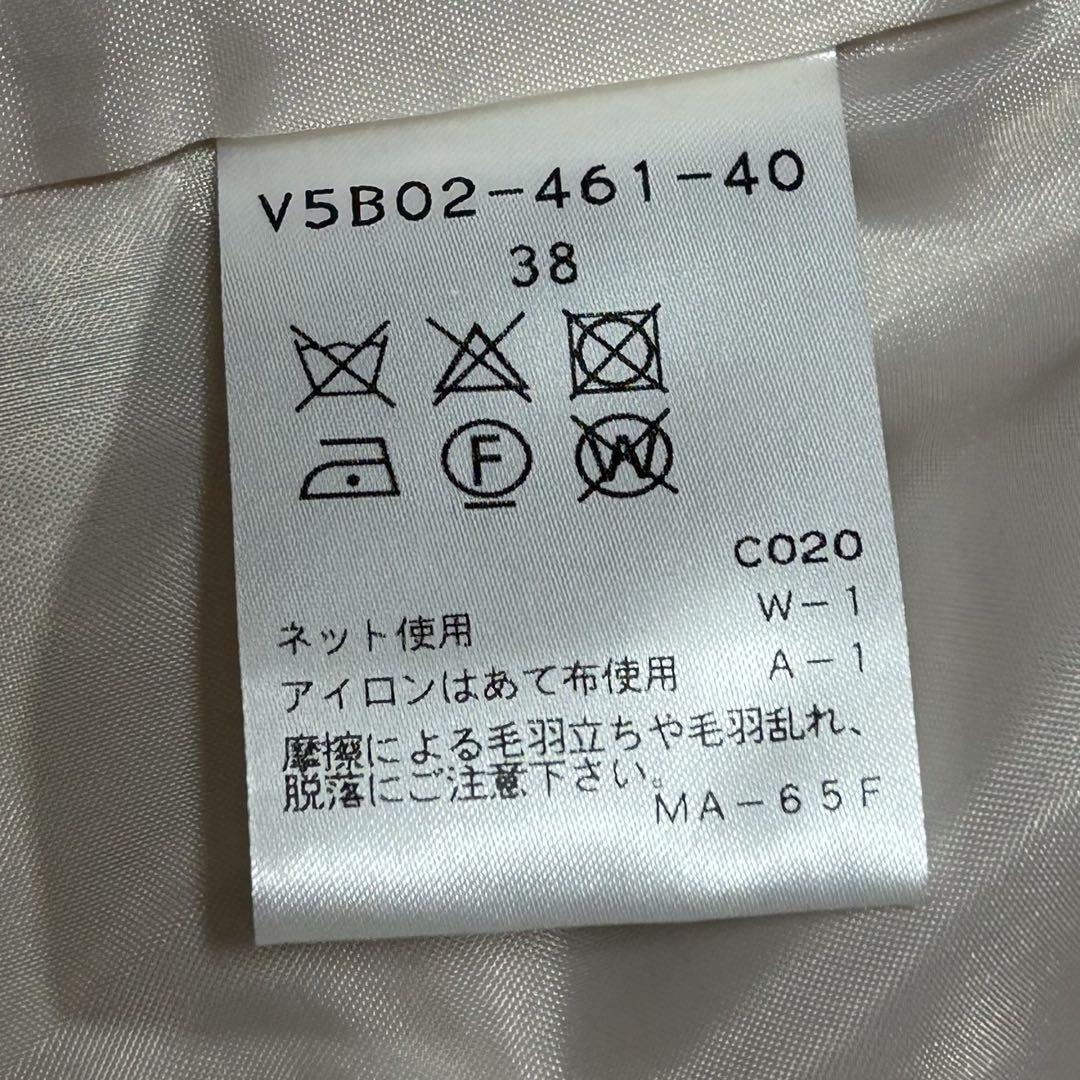 V5B02-461-40
38
F
W
C020
W-1
ネット使用
A-1
アイロンはあて布使用
摩擦による毛羽立ちや毛羽乱れ、
脱落にご注意下さい。
MA-65F